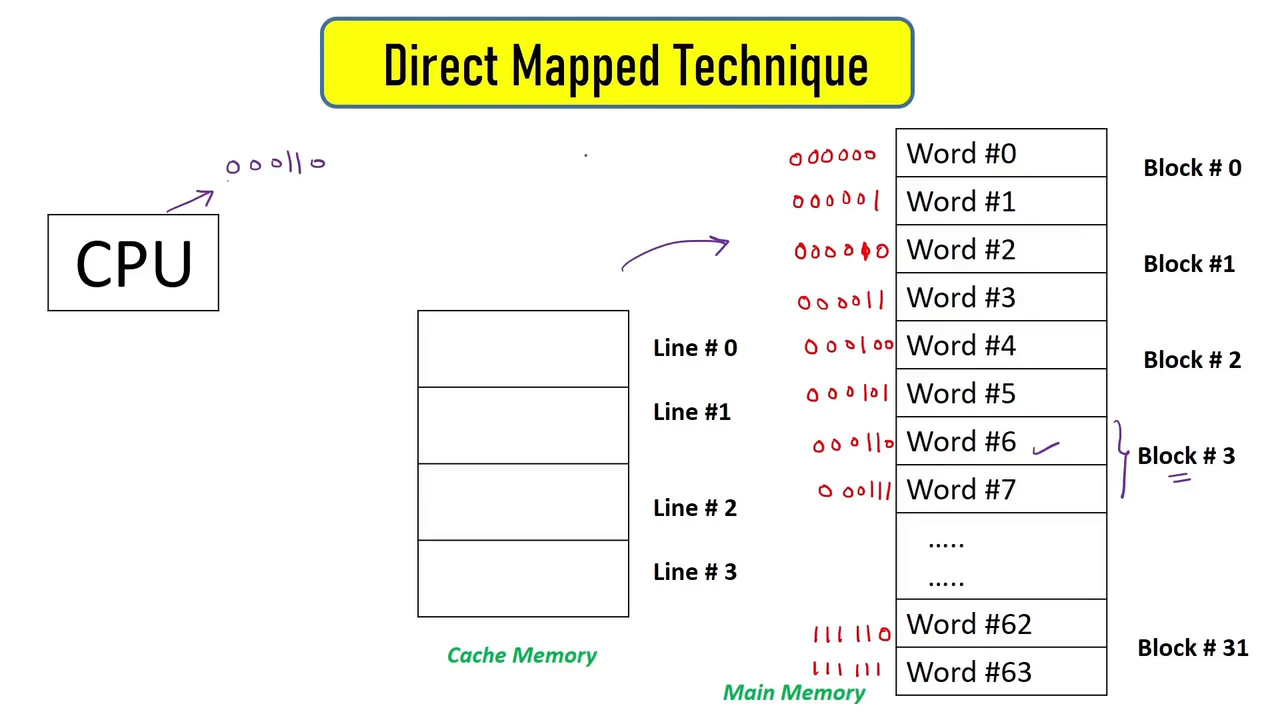 Direct Mapped Technique
000110
CPU
Line # 0
Line #1
Line # 2
Line # 3
Cache Memory
000000 Word #0
000001 Word #1
000010 Word #2
000011 Word #3
000100 Word #4
000101 Word #5
000110 Word #6
000111 Word #7
.....
.....
111110 Word #62
111111 Word #63
Main Memory
Block # 0
Block #1
Block # 2
Block # 3
Block # 31